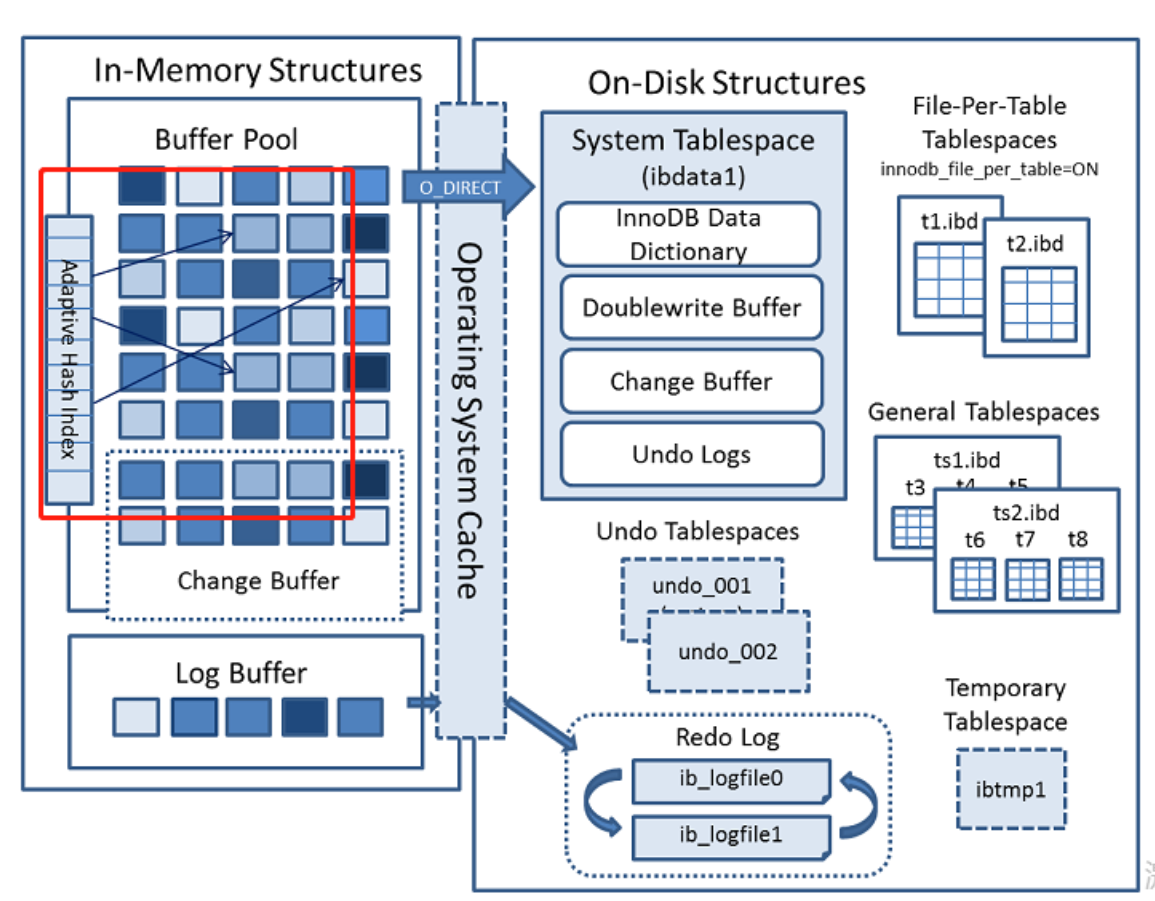 In-Memory Structures
Buffer Pool
Adaptive Hash Index
Change Buffer
Log Buffer
O_DIRECT
Operating System Cache
On-Disk Structures
System Tablespace
(ibdata1)
InnoDB Data
Dictionary
Doublewrite Buffer
Change Buffer
Undo Logs
Undo Tablespaces
undo_001
undo_002
Redo Log
ib_logfile0
ib_logfile1
File-Per-Table
Tablespaces
innodb_file_per_table=ON
t1.ibd
t2.ibd
General Tablespaces
ts1.ibd
t3 t4 t5
ts2.ibd
t6 t7 t8
Temporary
Tablespace
ibtmp1